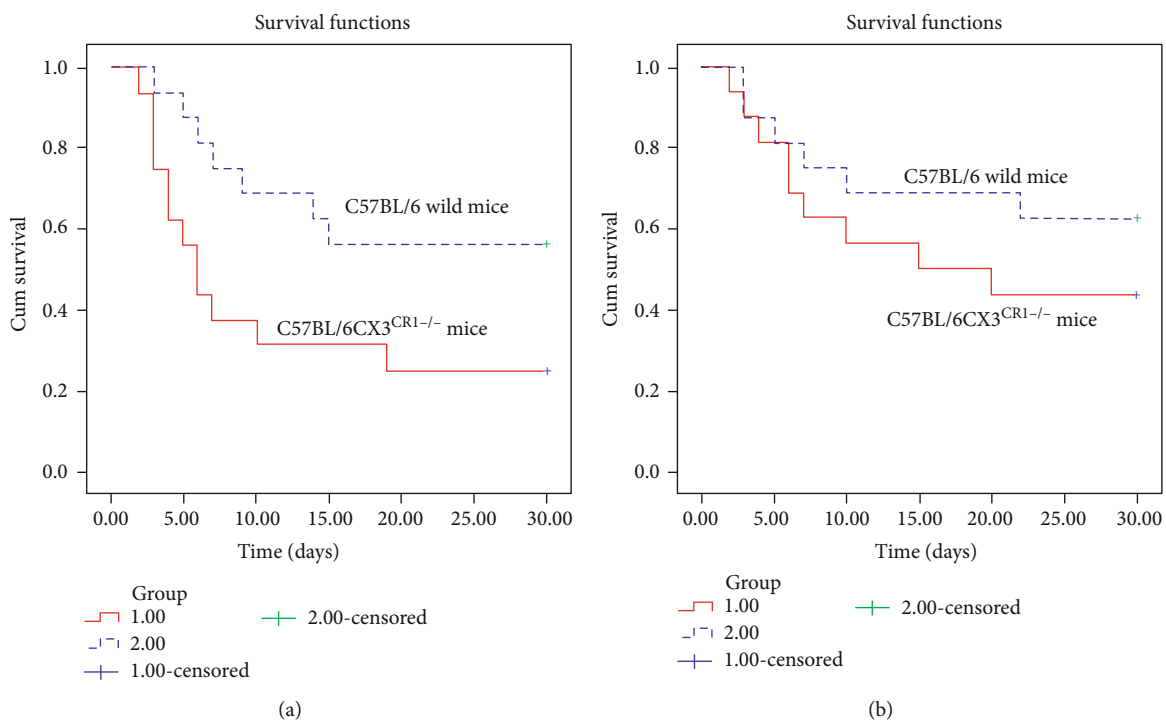 Survival functions
1.0
0.8
0.6
0.4
0.2
0.0
Cum survival
C57BL/6 wild mice
C57BL/6CX3CR1−/− mice
0.00 5.00 10.00 15.00 20.00 25.00 30.00
Time (days)
Group
1.00
2.00
1.00-censored
2.00-censored
(a)
Survival functions
1.0
0.8
0.6
0.4
0.2
0.0
Cum survival
C57BL/6 wild mice
C57BL/6CX3CR1−/− mice
0.00 5.00 10.00 15.00 20.00 25.00 30.00
Time (days)
Group
1.00
2.00
1.00-censored
2.00-censored
(b)